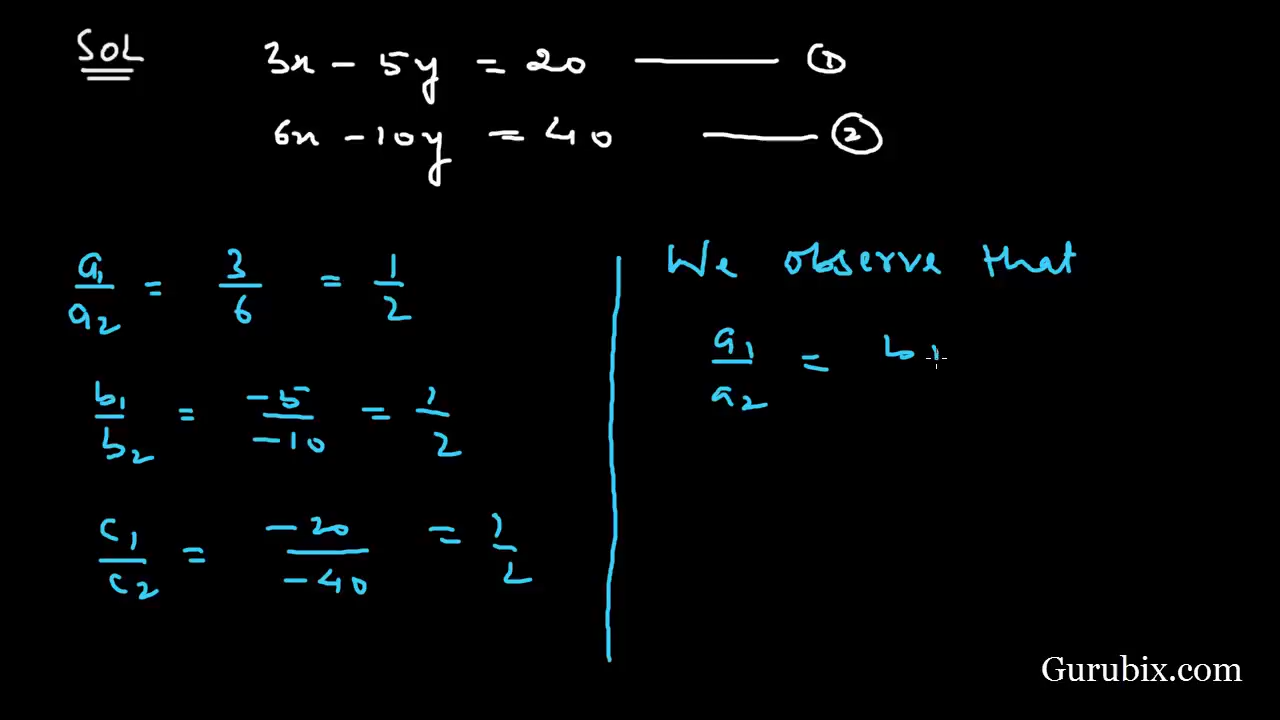 SOL
3x - 5y = 20 ——— ①
6x - 10y = 40 ——— ②
a₁/a₂ = 3/6 = 1/2
b₁/b₂ = -5/-10 = 1/2
c₁/c₂ = -20/-40 = 1/2
We observe that
a₁/a₂ = b₁
Gurubix.com